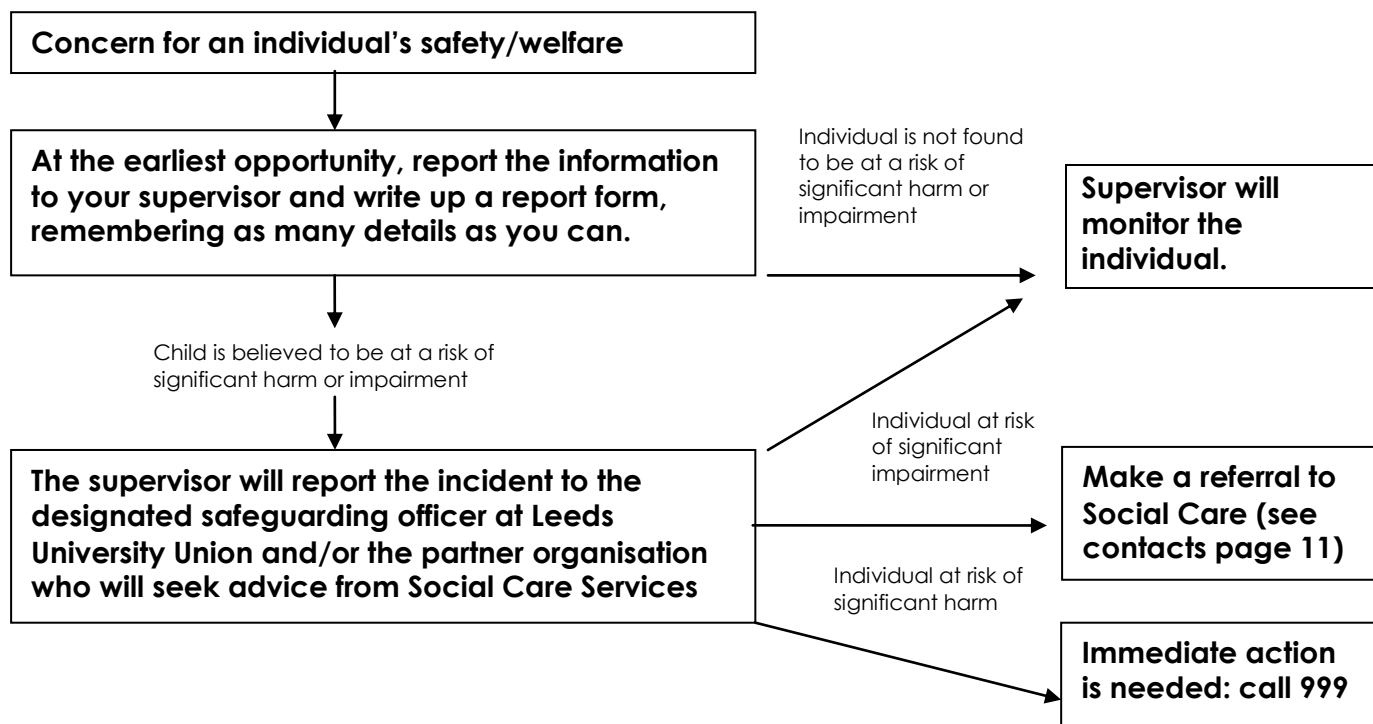 Concern for an individual’s safety/welfare
At the earliest opportunity, report the information
to your supervisor and write up a report form,
remembering as many details as you can.
Individual is not found
to be at a risk of
significant harm or
impairment
Supervisor will
monitor the
individual.
Child is believed to be at a risk of
significant harm or impairment
The supervisor will report the incident to the
designated safeguarding officer at Leeds
University Union and/or the partner organisation
who will seek advice from Social Care Services
Individual at risk
of significant
impairment
Make a referral to
Social Care (see
contacts page 11)
Individual at risk of
significant harm
Immediate action
is needed: call 999